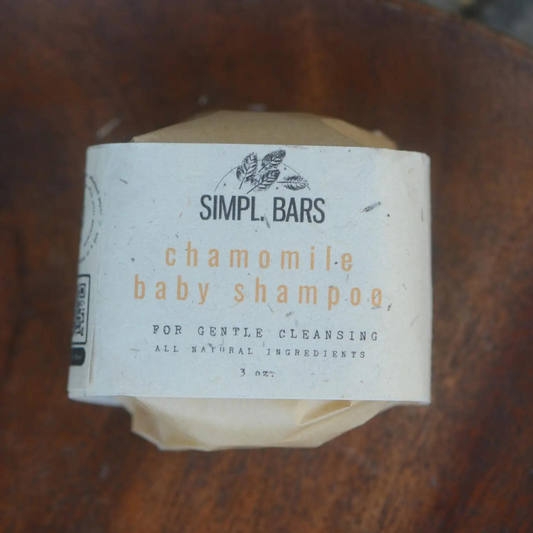 SIMPL. BARS
chamomile
baby shampoo
FOR GENTLE CLEANSING
ALL NATURAL INGREDIENTS
3 oz.